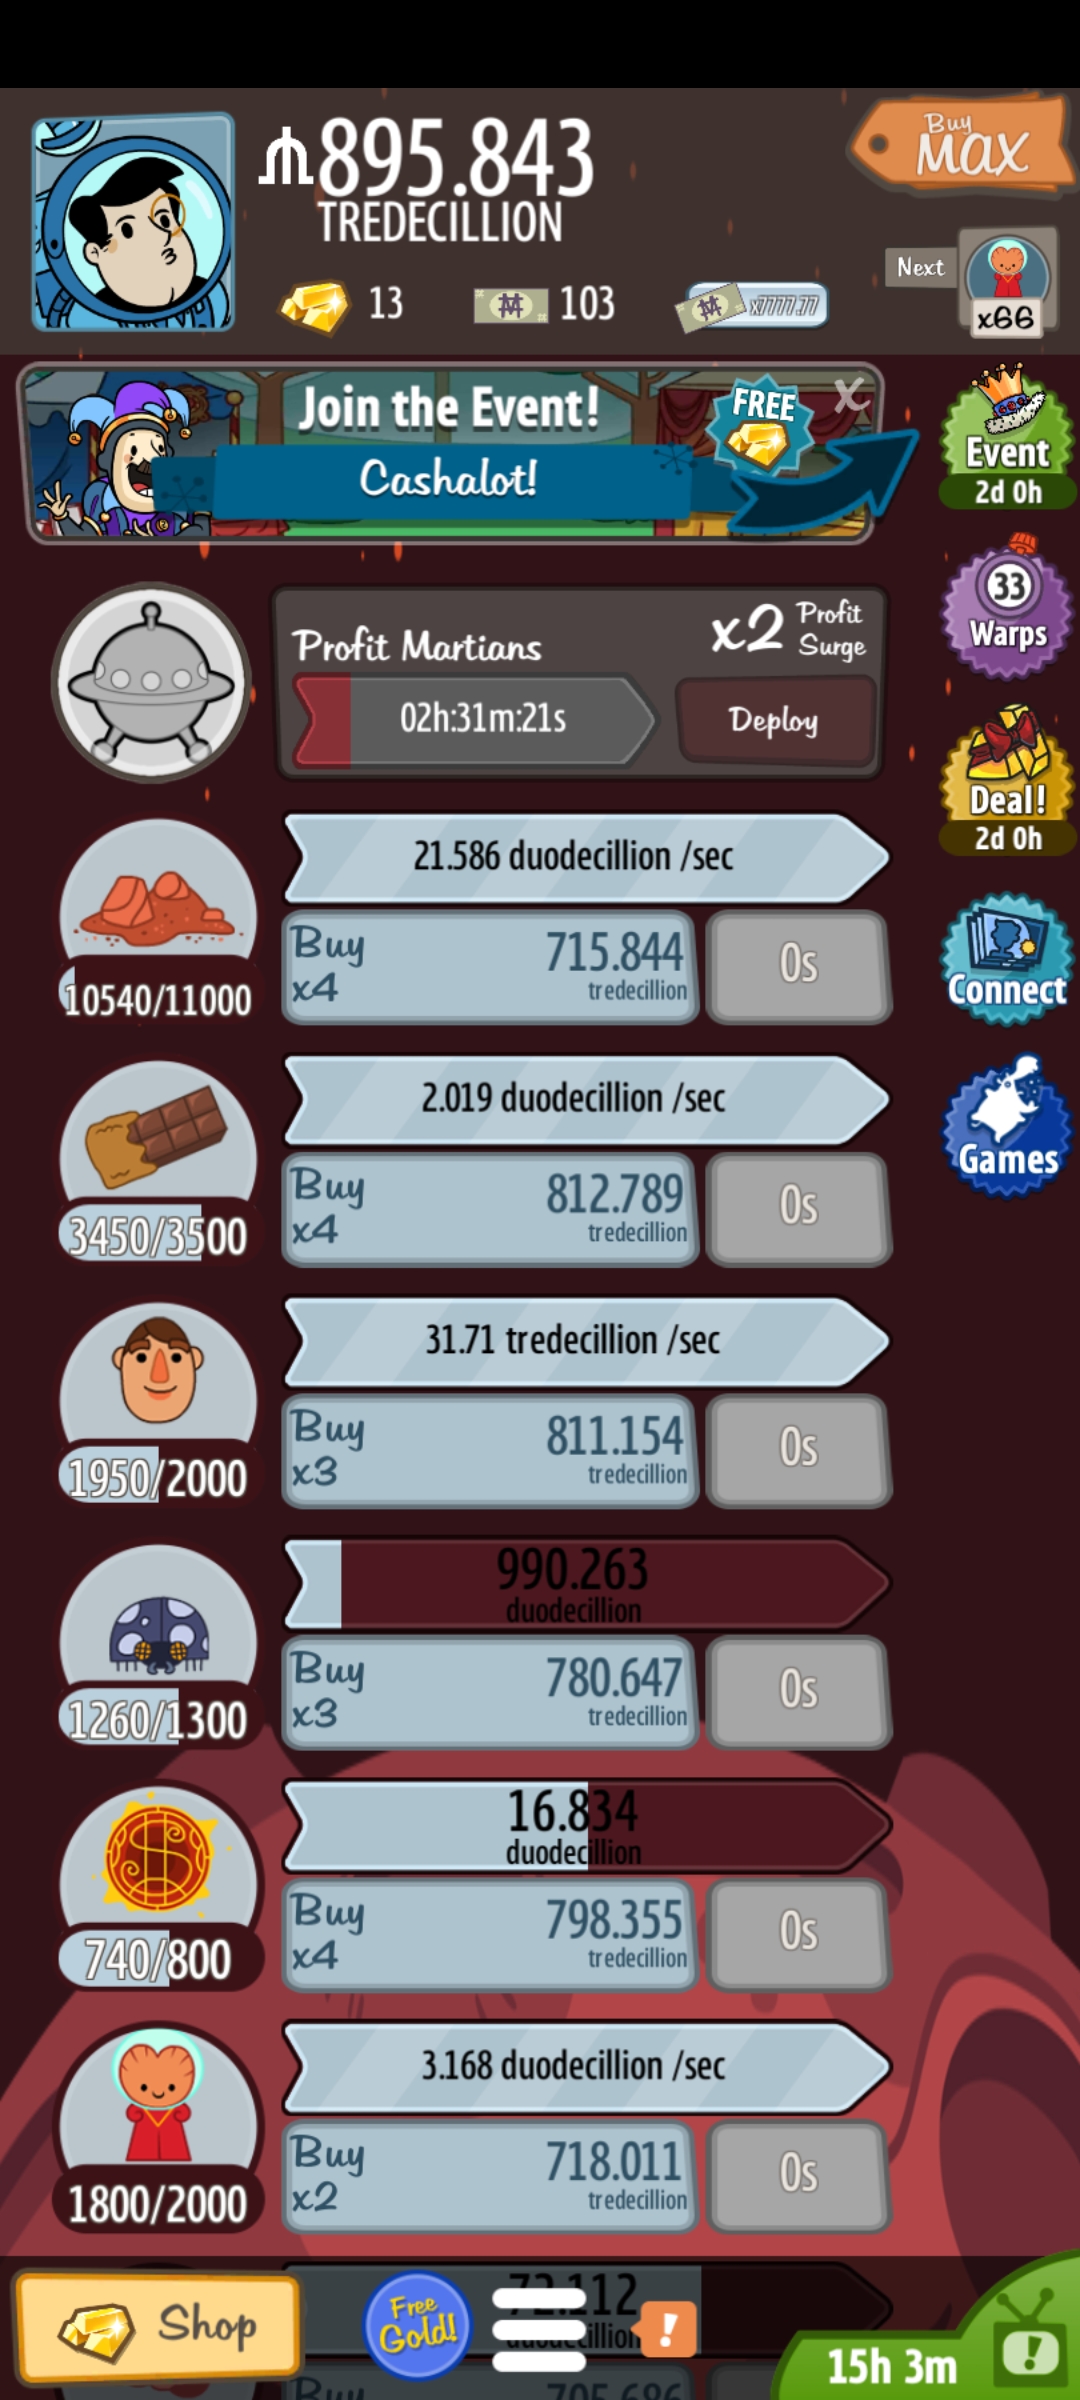 895.843
TREDECILLION
Buy
MAX
13
103
x7777.77
Next
x66
Join the Event!
Cashalot!
FREE
X
Event
2d 0h
33
Warps
Profit Martians
x2 Profit
Surge
02h:31m:21s
Deploy
Deal!
2d 0h
21.586 duodecillion /sec
10540/11000
Buy
x4
715.844
tredecillion
0s
Connect
2.019 duodecillion /sec
3450/3500
Buy
x4
812.789
tredecillion
0s
Games
31.71 tredecillion /sec
1950/2000
Buy
x3
811.154
tredecillion
0s
990.263
duodecillion
1260/1300
Buy
x3
780.647
tredecillion
0s
16.834
duodecillion
740/800
Buy
x4
798.355
tredecillion
0s
3.168 duodecillion /sec
1800/2000
Buy
x2
718.011
tredecillion
0s
Shop
Free
Gold!
!
15h 3m
!
Buy
705.686